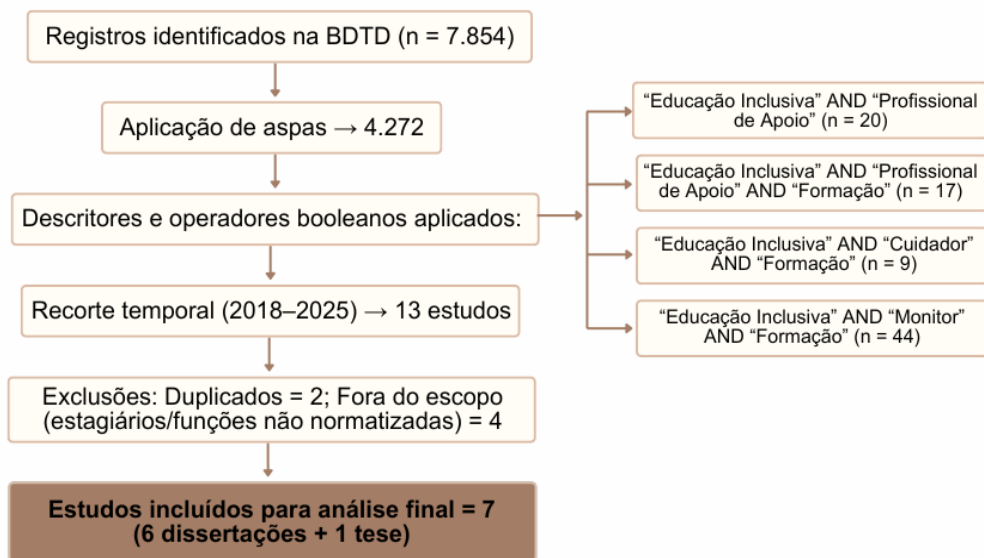 Registros identificados na BDTD (n = 7.854)
Aplicação de aspas → 4.272
Descritores e operadores booleanos aplicados:
“Educação Inclusiva” AND “Profissional
de Apoio” (n = 20)
“Educação Inclusiva” AND “Profissional
de Apoio” AND “Formação” (n = 17)
“Educação Inclusiva” AND “Cuidador”
AND “Formação” (n = 9)
“Educação Inclusiva” AND “Monitor”
AND “Formação” (n = 44)
Recorte temporal (2018–2025) → 13 estudos
Exclusões: Duplicados = 2; Fora do escopo
(estagiários/funções não normatizadas) = 4
Estudos incluídos para análise final = 7
(6 dissertações + 1 tese)